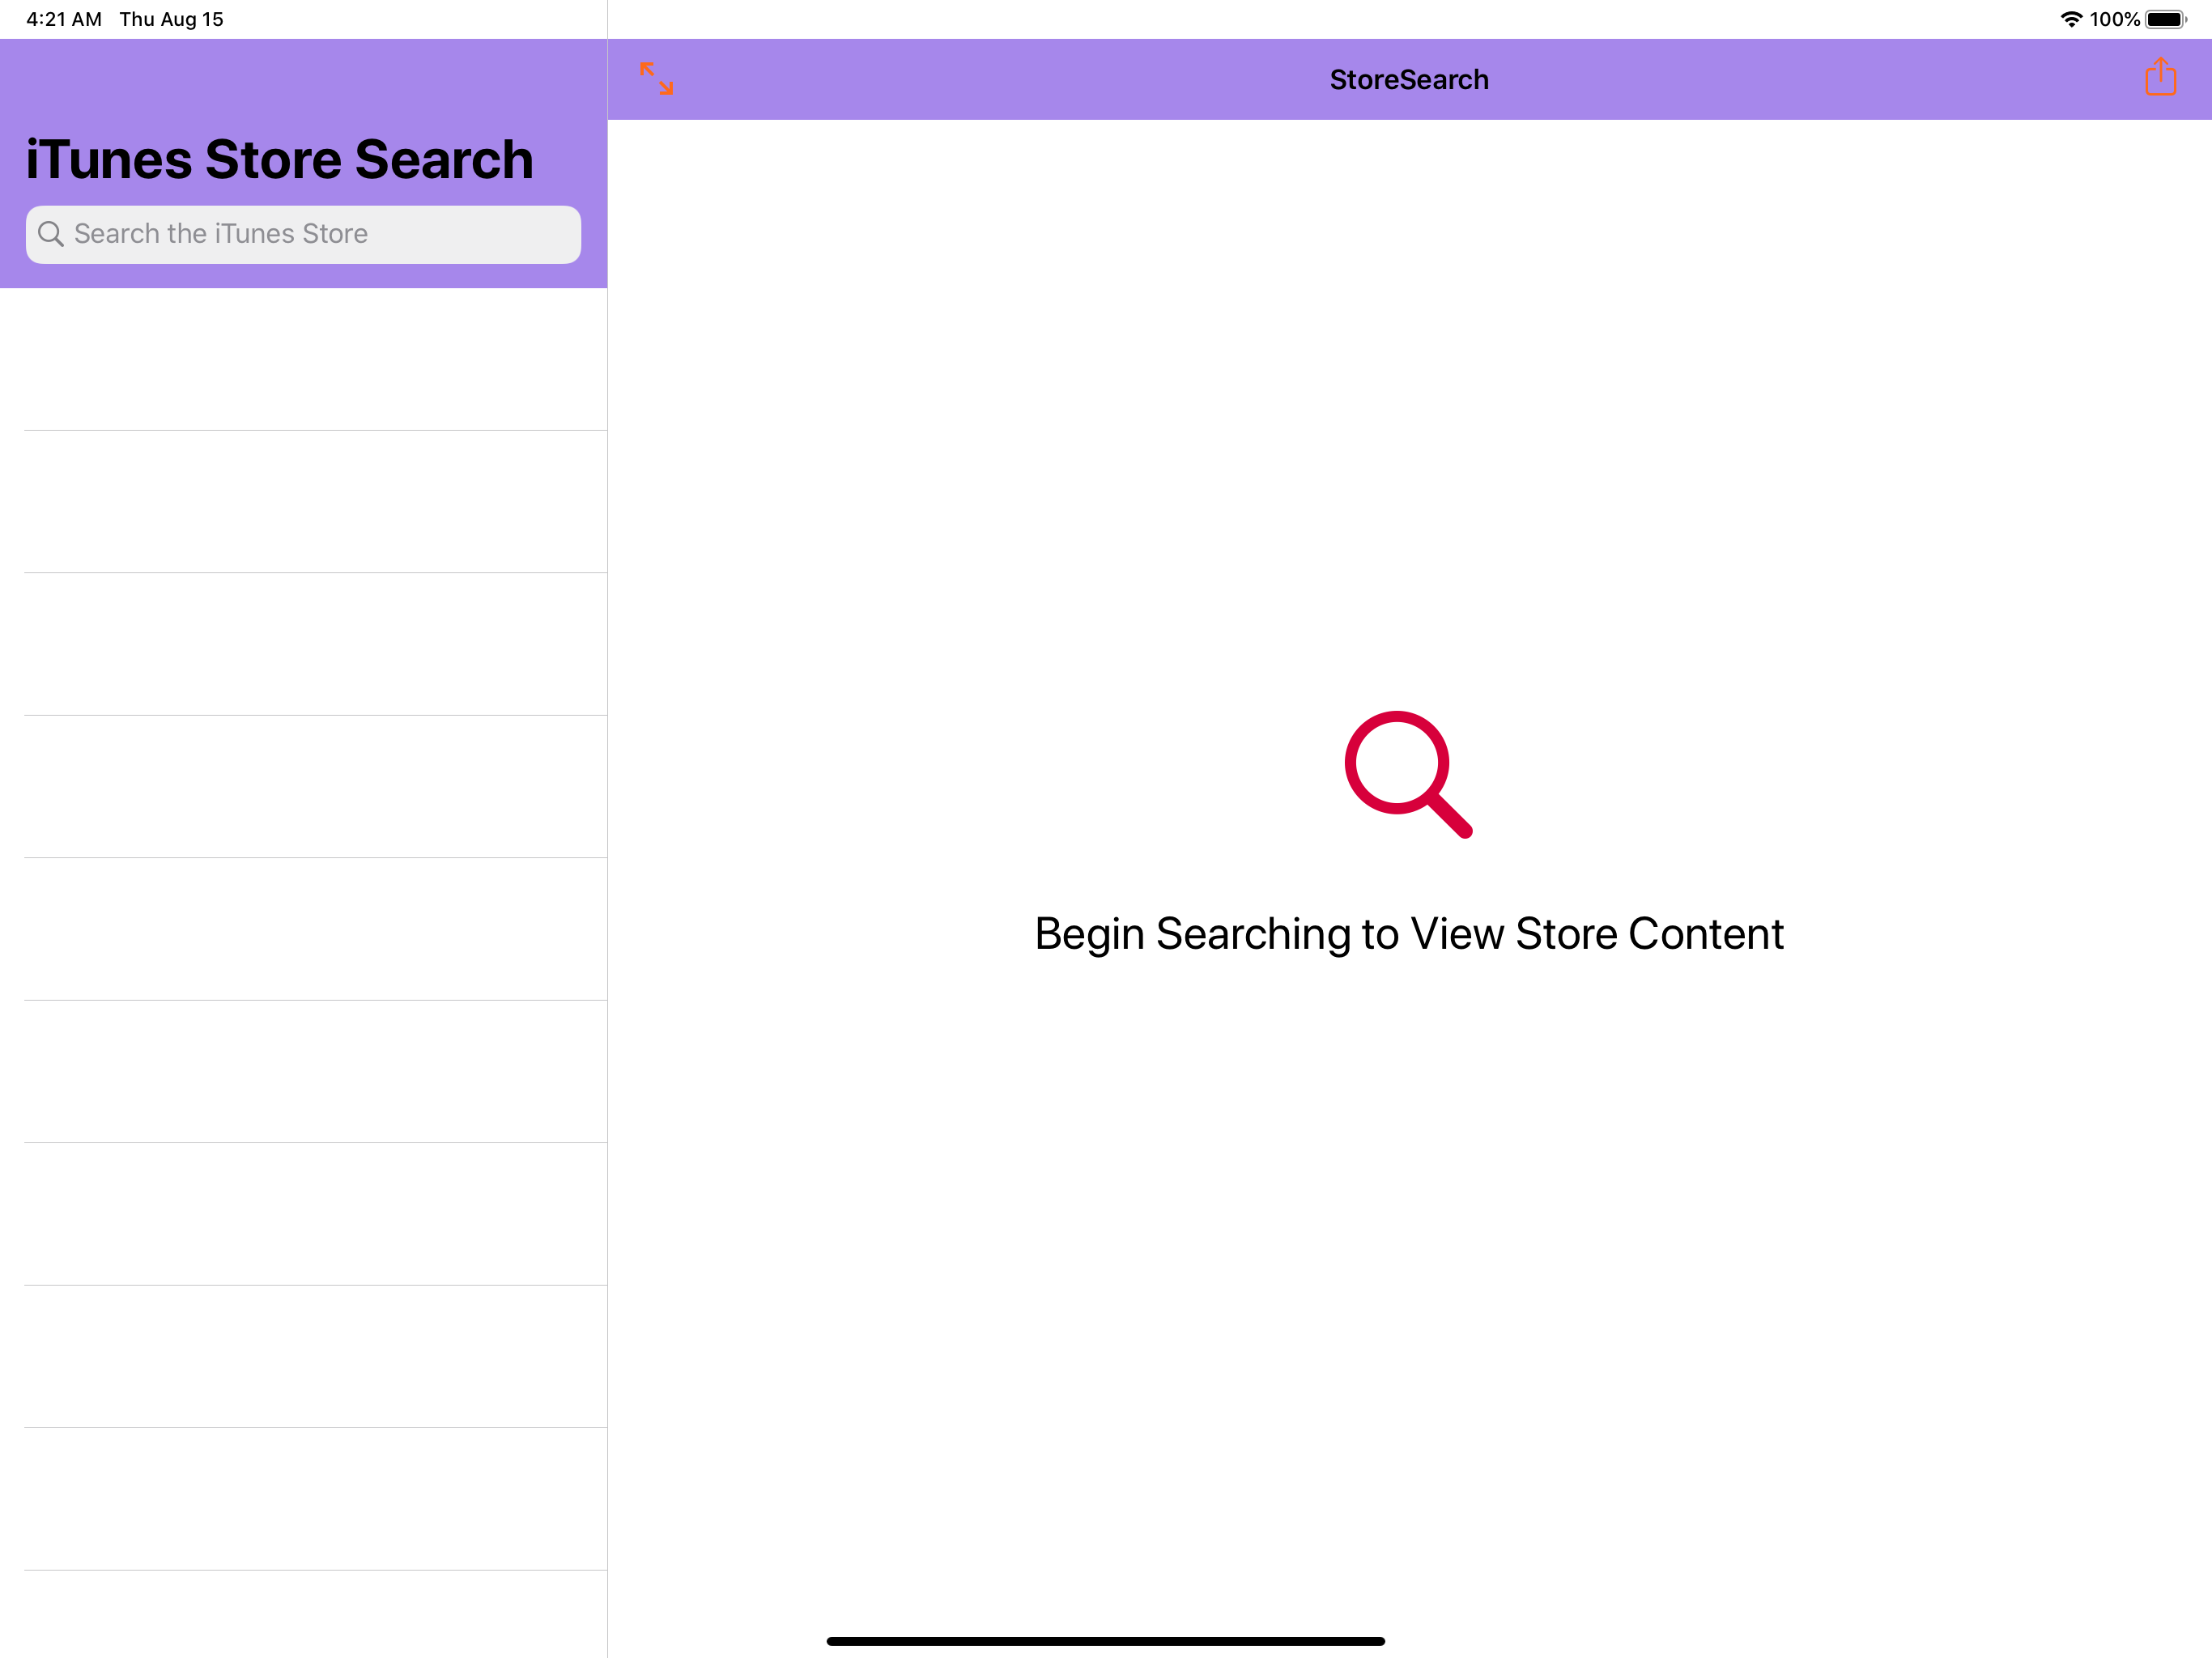 4:21 AM Thu Aug 15
100%
StoreSearch
iTunes Store Search
Search the iTunes Store
Begin Searching to View Store Content